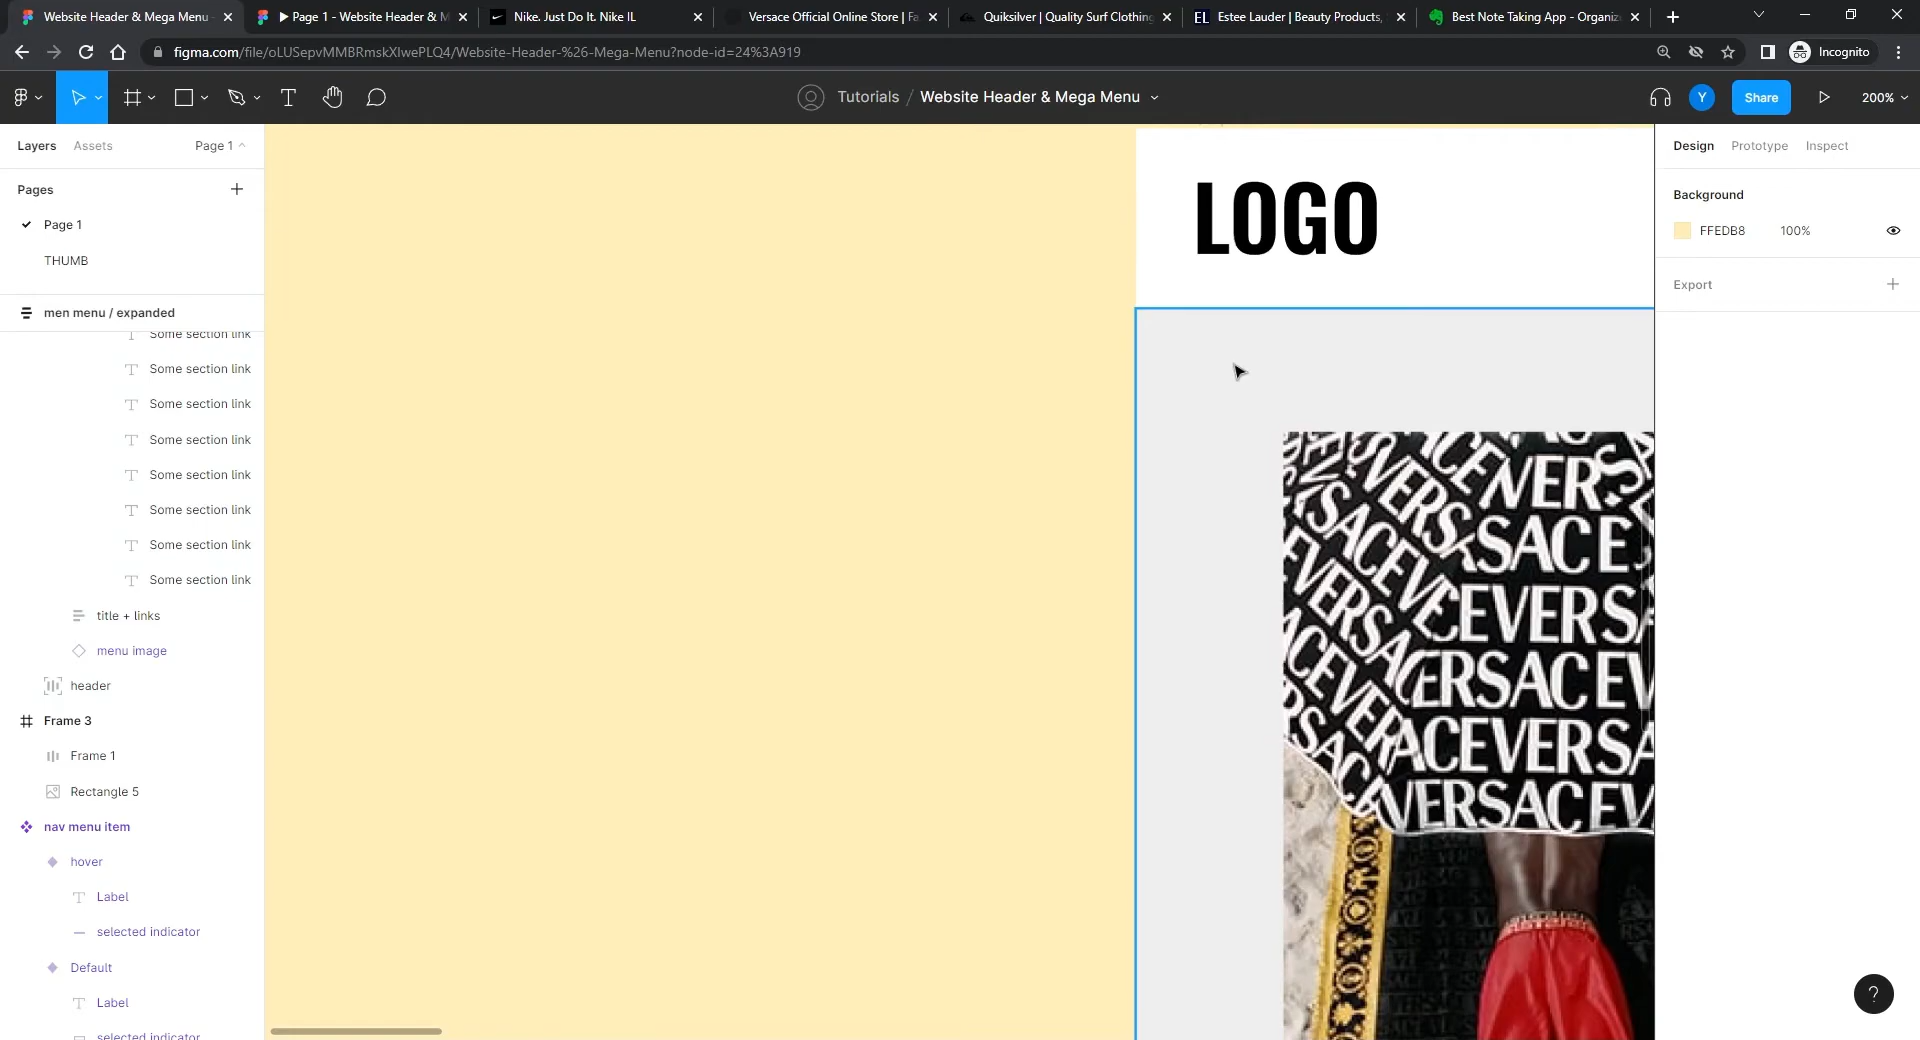 Website Header & Mega Menu -
Page 1 - Website Header & M
Nike. Just Do It. Nike IL
Versace Official Online Store | Fa
Quiksilver | Quality Surf Clothing
EL Estee Lauder | Beauty Products,
Best Note Taking App - Organiz
figma.com/file/oLUSepvMMBRmskXlwePLQ4/Website-Header-%26-Mega-Menu?node-id=24%3A919
Incognito
Tutorials / Website Header & Mega Menu
Y
Share
200%
Layers
Assets
Page 1
Pages
Page 1
THUMB
men menu / expanded
Some section link
Some section link
Some section link
Some section link
Some section link
Some section link
Some section link
Some section link
title + links
menu image
header
Frame 3
Frame 1
Rectangle 5
nav menu item
hover
Label
selected indicator
Default
Label
selected indicator
LOGO
Design
Prototype
Inspect
Background
FFEDB8
100%
Export
?